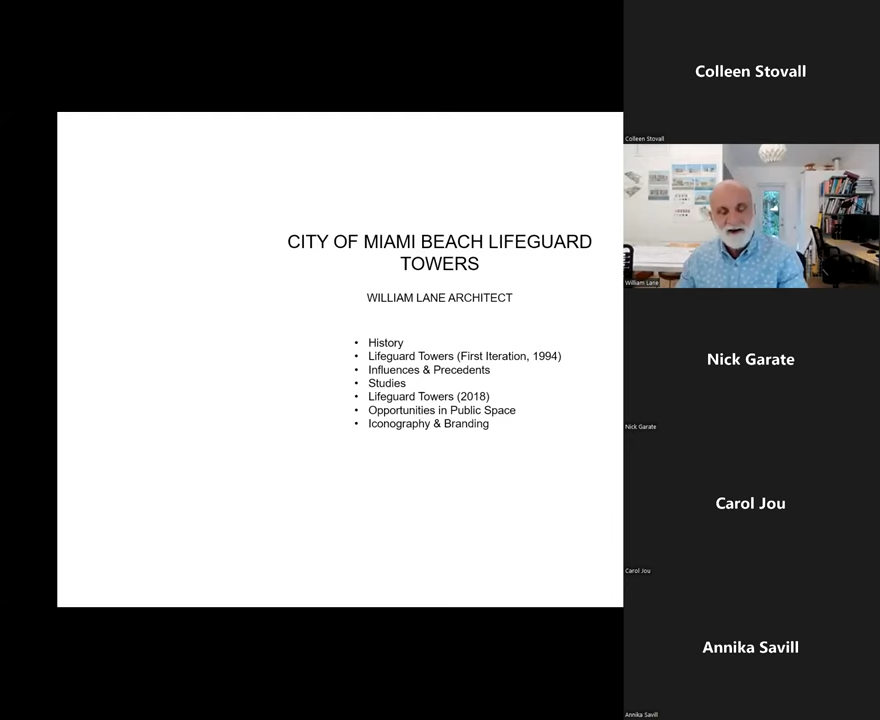 CITY OF MIAMI BEACH LIFEGUARD
TOWERS
WILLIAM LANE ARCHITECT
• History
• Lifeguard Towers (First Iteration, 1994)
• Influences & Precedents
• Studies
• Lifeguard Towers (2018)
• Opportunities in Public Space
• Iconography & Branding
Colleen Stovall
Colleen Stovall
William Lane
Nick Garate
Nick Garate
Carol Jou
Carol Jou
Annika Savill
Annika Savill